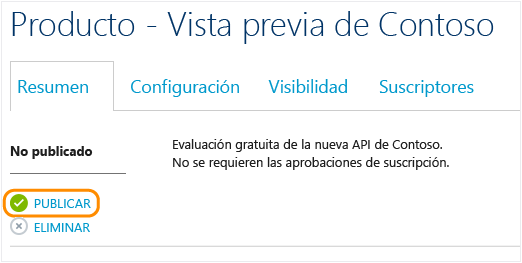 Producto - Vista previa de Contoso
Resumen Configuración Visibilidad Suscriptores
No publicado
Evaluación gratuita de la nueva API de Contoso.
No se requieren las aprobaciones de suscripción.
PUBLICAR
ELIMINAR